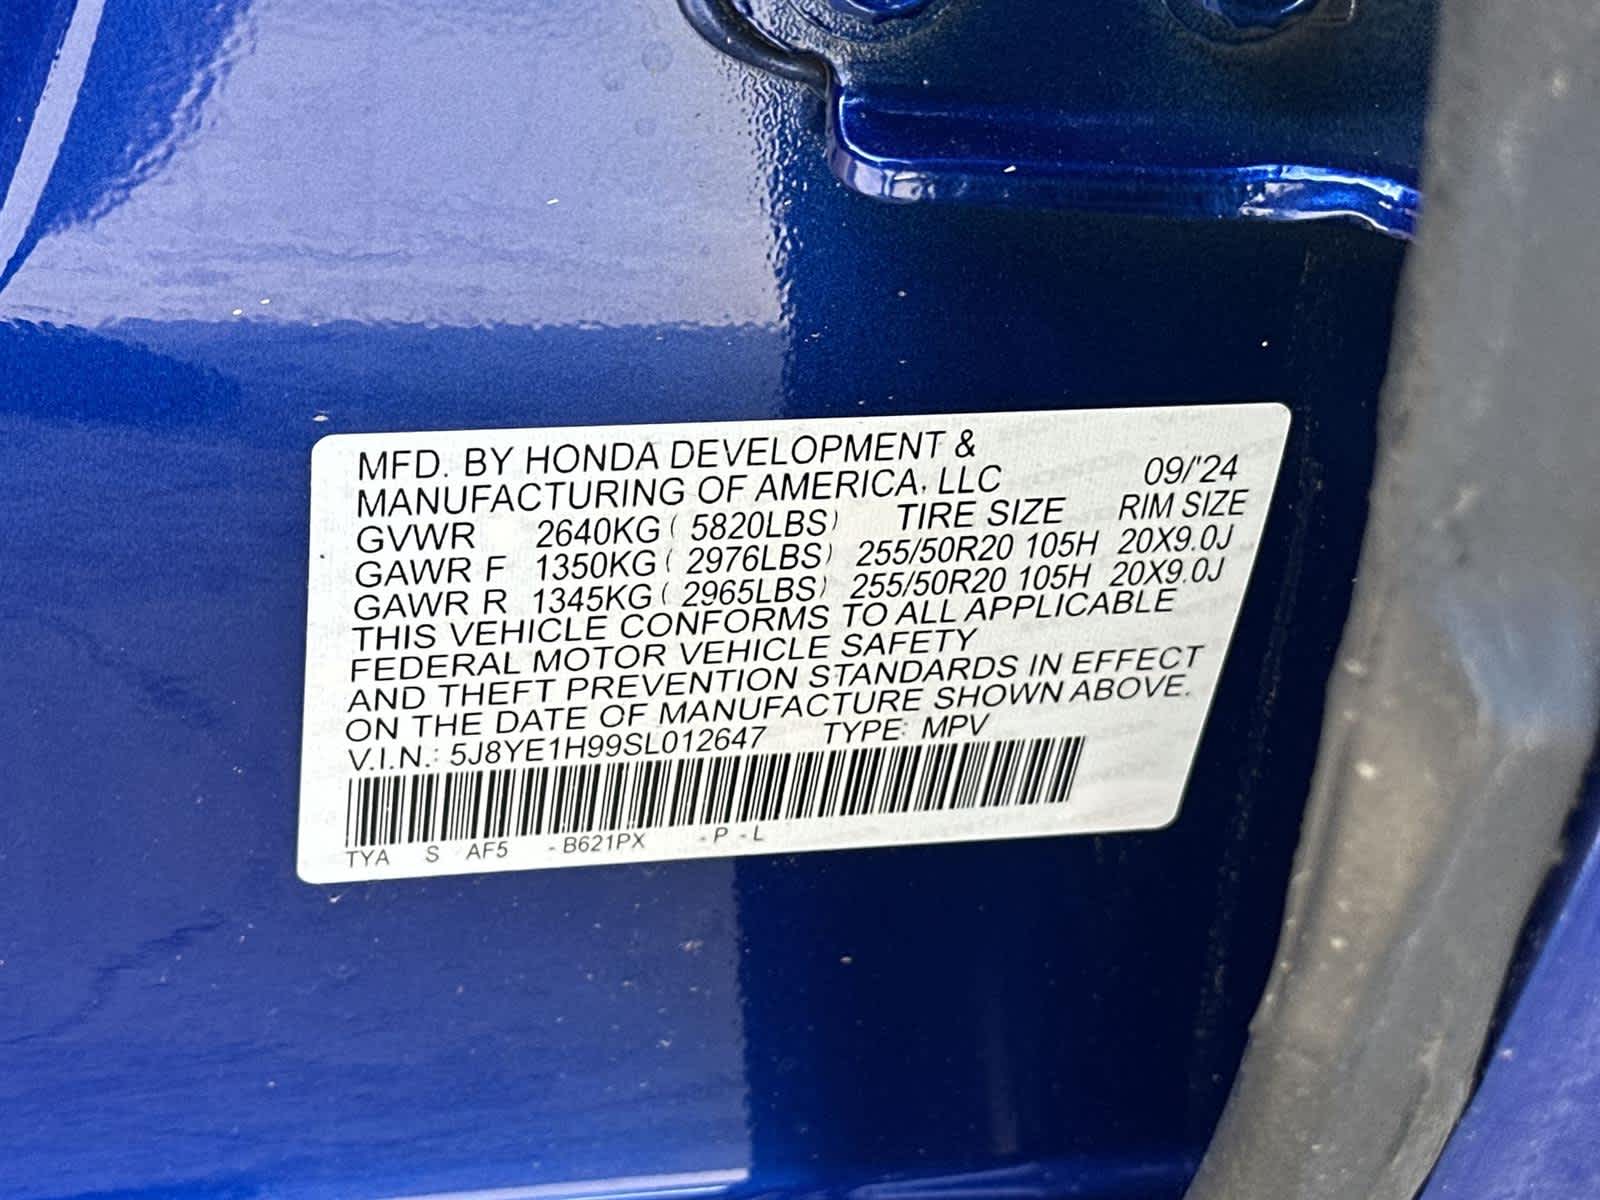 MFD. BY HONDA DEVELOPMENT &
MANUFACTURING OF AMERICA, LLC 09/'24
GVWR 2640KG ( 5820LBS) TIRE SIZE RIM SIZE
GAWR F 1350KG ( 2976LBS) 255/50R20 105H 20X9.0J
GAWR R 1345KG ( 2965LBS) 255/50R20 105H 20X9.0J
THIS VEHICLE CONFORMS TO ALL APPLICABLE
FEDERAL MOTOR VEHICLE SAFETY
AND THEFT PREVENTION STANDARDS IN EFFECT
ON THE DATE OF MANUFACTURE SHOWN ABOVE.
V.I.N.: 5J8YE1H99SL012647 TYPE: MPV
TYA S AF5 - B621PX - P - L